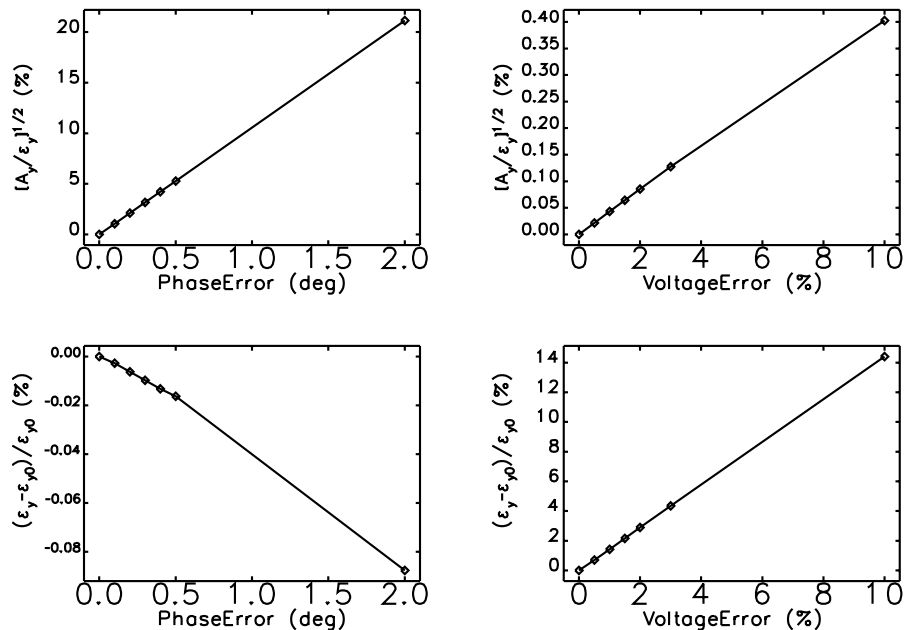 [A_y/ε_y]^1/2 (%)
20
15
10
5
0
0.0 0.5 1.0 1.5 2.0
PhaseError (deg)
[A_y/ε_y]^1/2 (%)
0.40
0.35
0.30
0.25
0.20
0.15
0.10
0.05
0.00
0 2 4 6 8 10
VoltageError (%)
(ε_y-ε_y0)/ε_y0 (%)
0.00
-0.02
-0.04
-0.06
-0.08
0.0 0.5 1.0 1.5 2.0
PhaseError (deg)
(ε_y-ε_y0)/ε_y0 (%)
14
12
10
8
6
4
2
0
0 2 4 6 8 10
VoltageError (%)